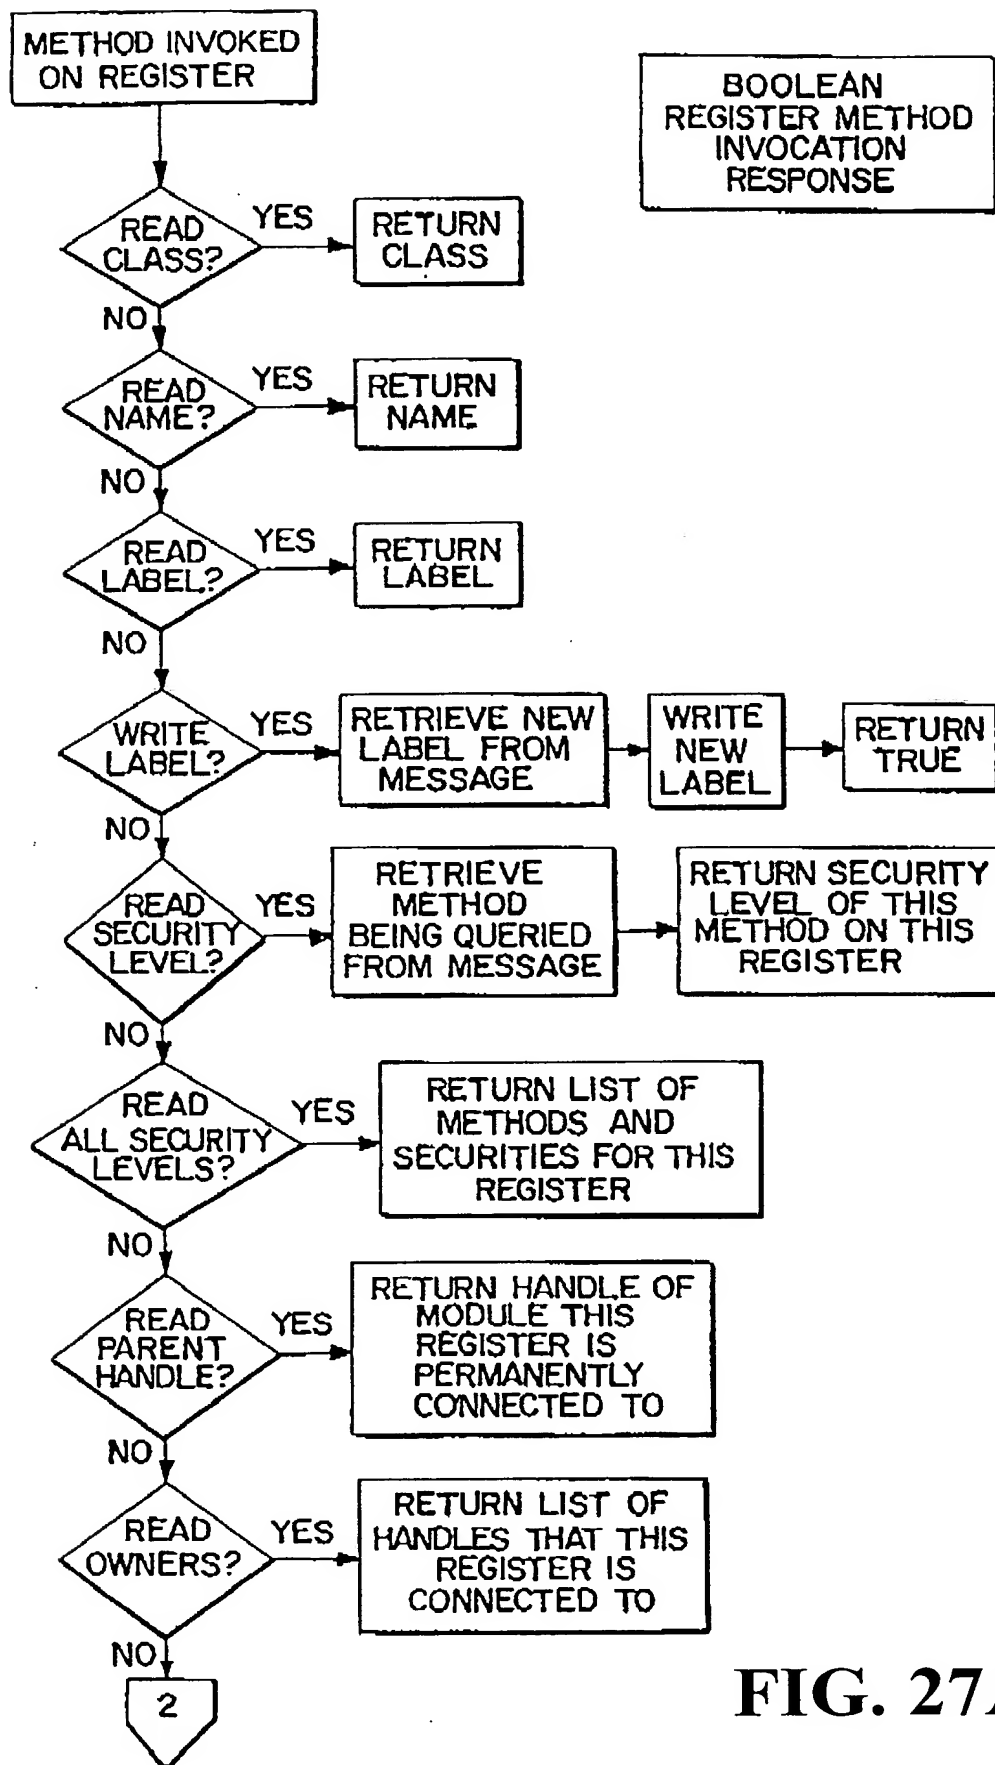 METHOD INVOKED
ON REGISTER
BOOLEAN
REGISTER METHOD
INVOCATION
RESPONSE
READ
CLASS?
YES
RETURN
CLASS
NO
READ
NAME?
YES
RETURN
NAME
NO
READ
LABEL?
YES
RETURN
LABEL
NO
WRITE
LABEL?
YES
RETRIEVE NEW
LABEL FROM
MESSAGE
WRITE
NEW
LABEL
RETURN
TRUE
NO
READ
SECURITY
LEVEL?
YES
RETRIEVE
METHOD
BEING QUERIED
FROM MESSAGE
RETURN SECURITY
LEVEL OF THIS
METHOD ON THIS
REGISTER
NO
READ
ALL SECURITY
LEVELS?
YES
RETURN LIST OF
METHODS AND
SECURITIES FOR THIS
REGISTER
NO
READ
PARENT
HANDLE?
YES
RETURN HANDLE OF
MODULE THIS
REGISTER IS
PERMANENTLY
CONNECTED TO
NO
READ
OWNERS?
YES
RETURN LIST OF
HANDLES THAT THIS
REGISTER IS
CONNECTED TO
NO
2
FIG. 27A